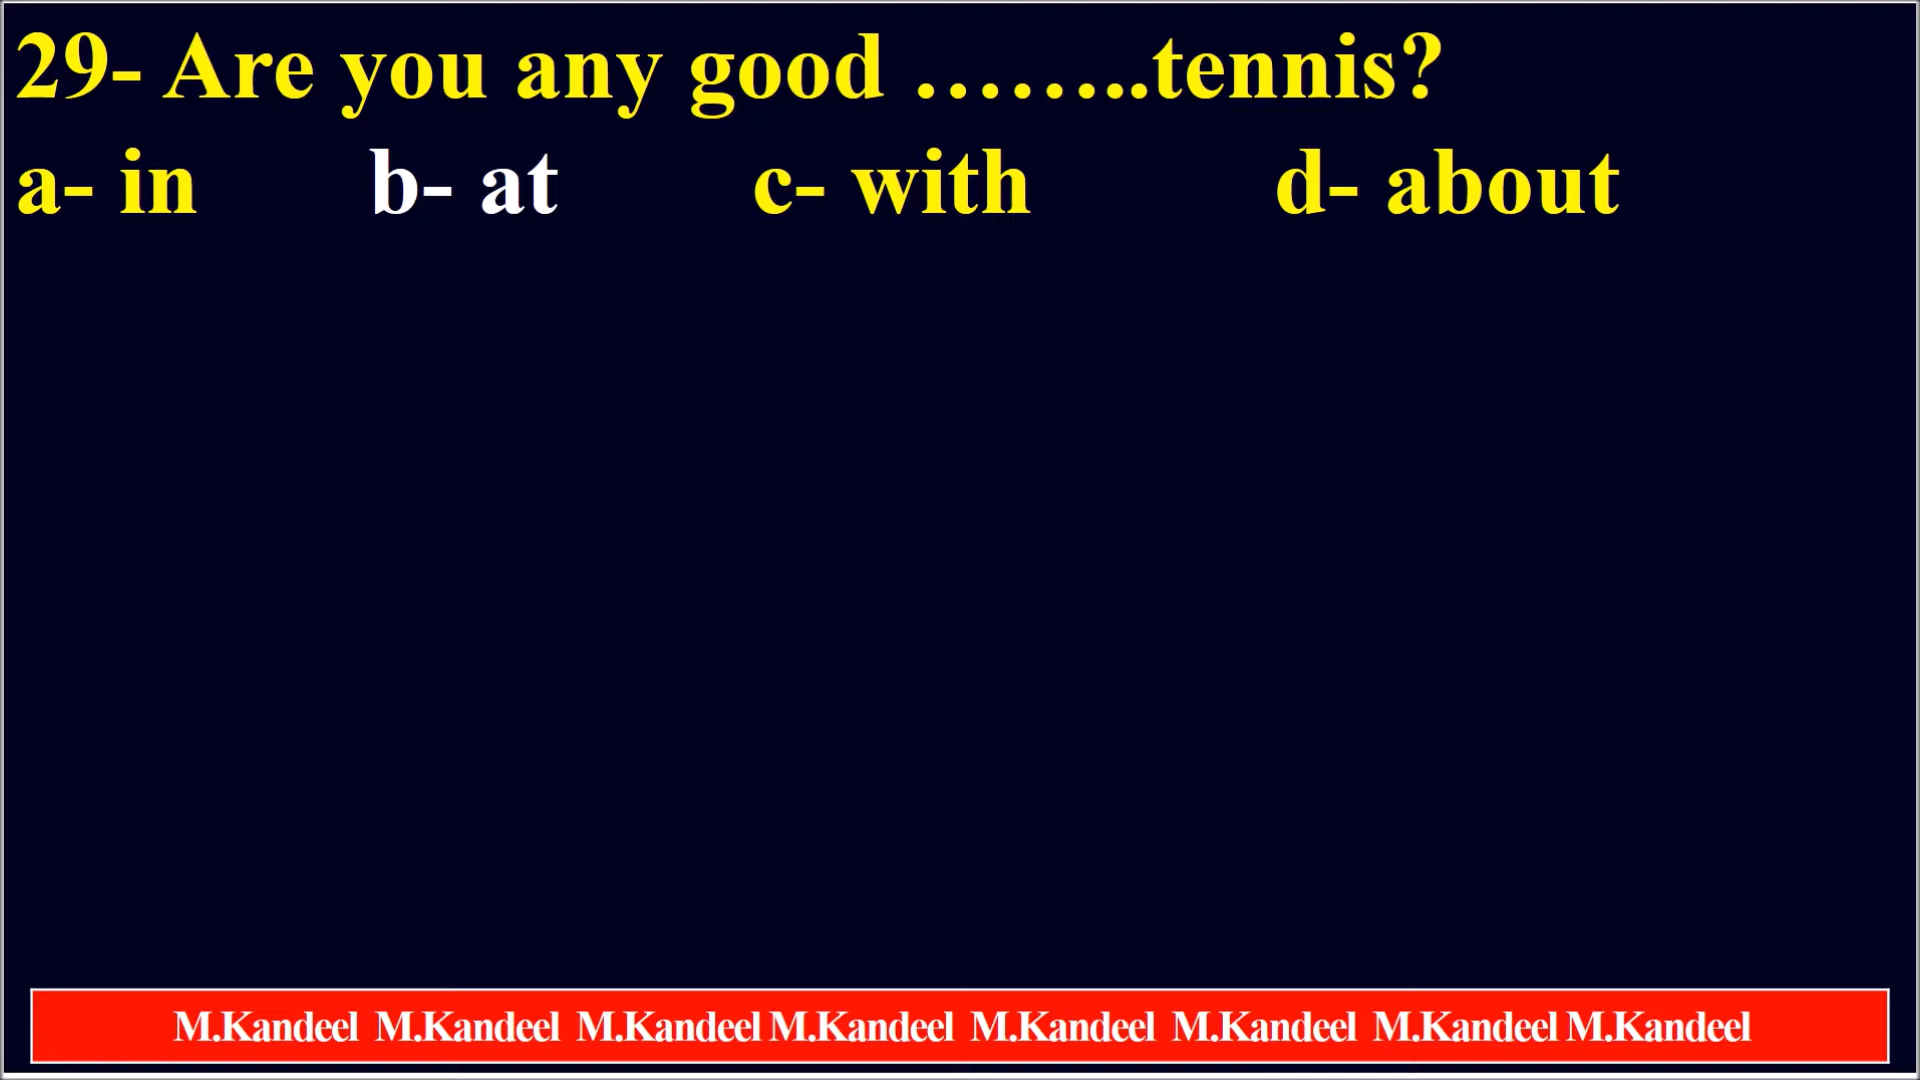 29- Are you any good ……..tennis?
a- in b- at c- with d- about
M.Kandeel M.Kandeel M.Kandeel M.Kandeel M.Kandeel M.Kandeel M.Kandeel M.Kandeel